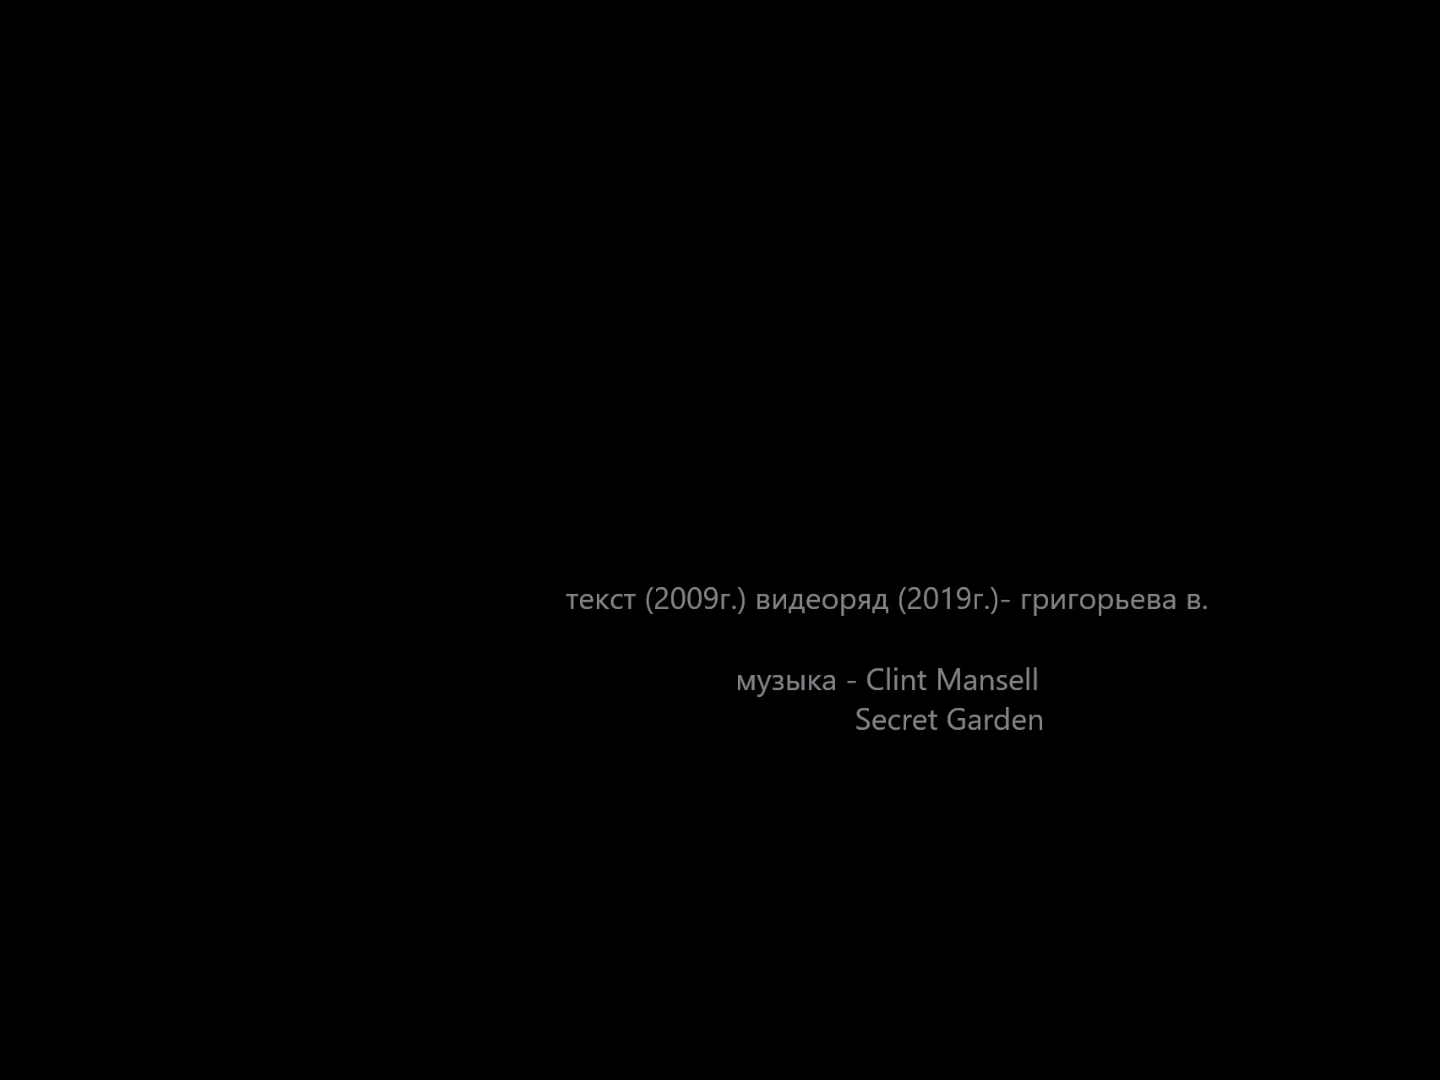 текст (2009г.) видеоряд (2019г.)- григорьева в.
музыка - Clint Mansell
Secret Garden